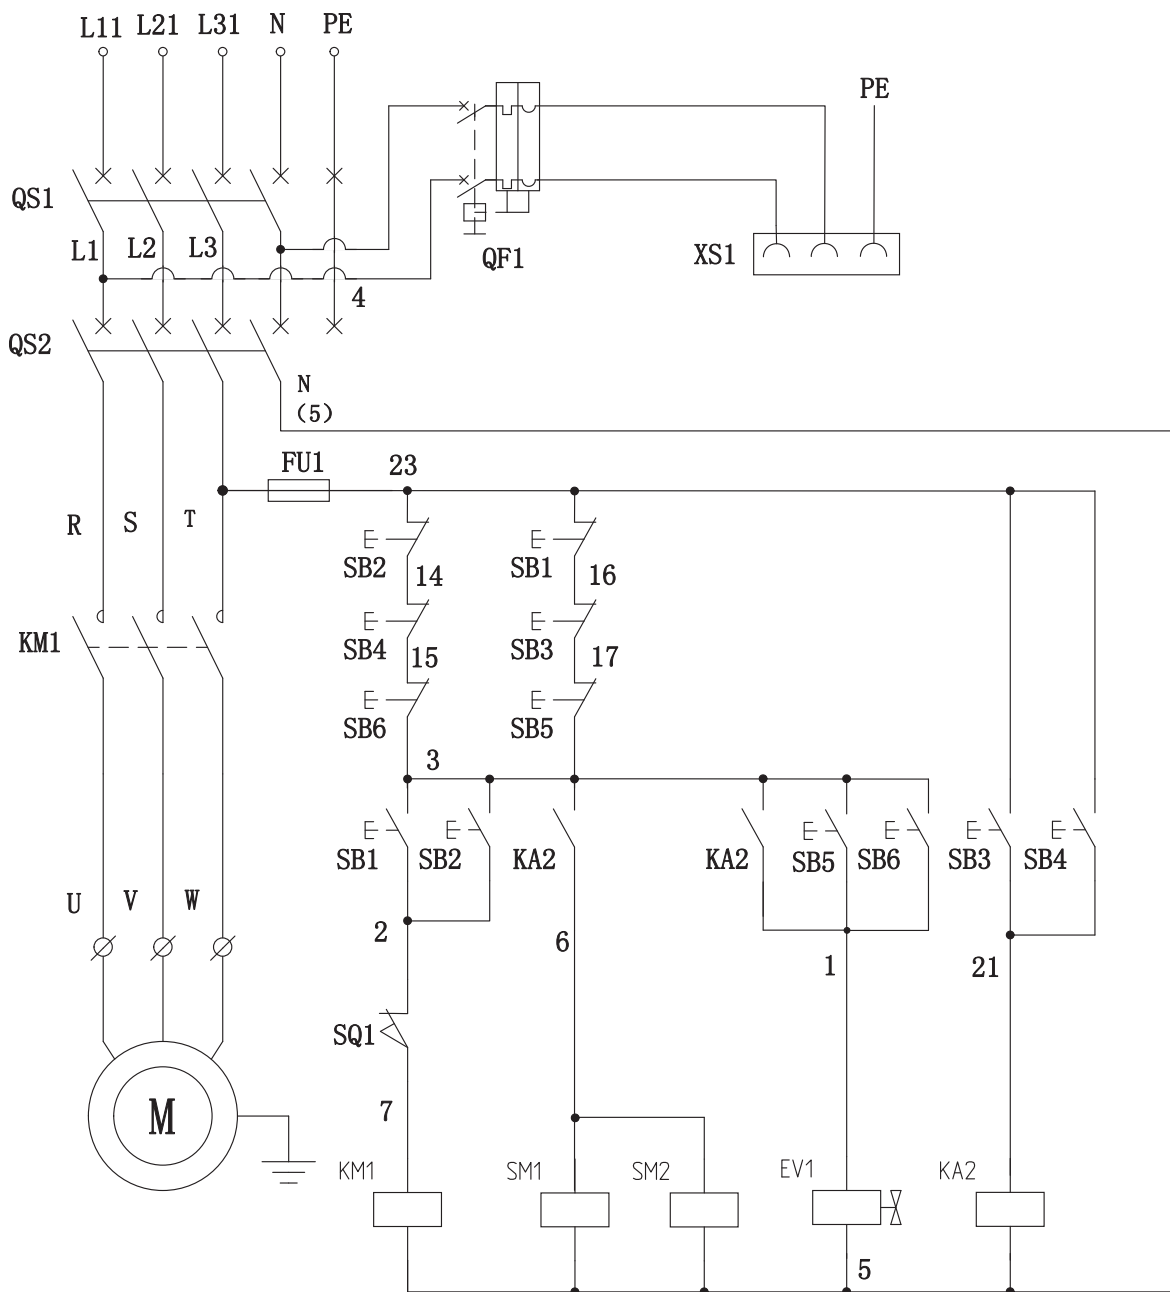 L11 L21 L31 N PE
PE
QS1
L1 L2 L3 QF1 XS1
4
QS2
N
(5)
FU1 23
R S T
SB2 SB1
14 16
KM1 SB4 SB3
15 17
SB6 SB5
3
SB1 SB2 KA2 KA2 SB5 SB6 SB3 SB4
U V W
2 6 1 21
SQ1
7
M
KM1 SM1 SM2 EV1 KA2
5